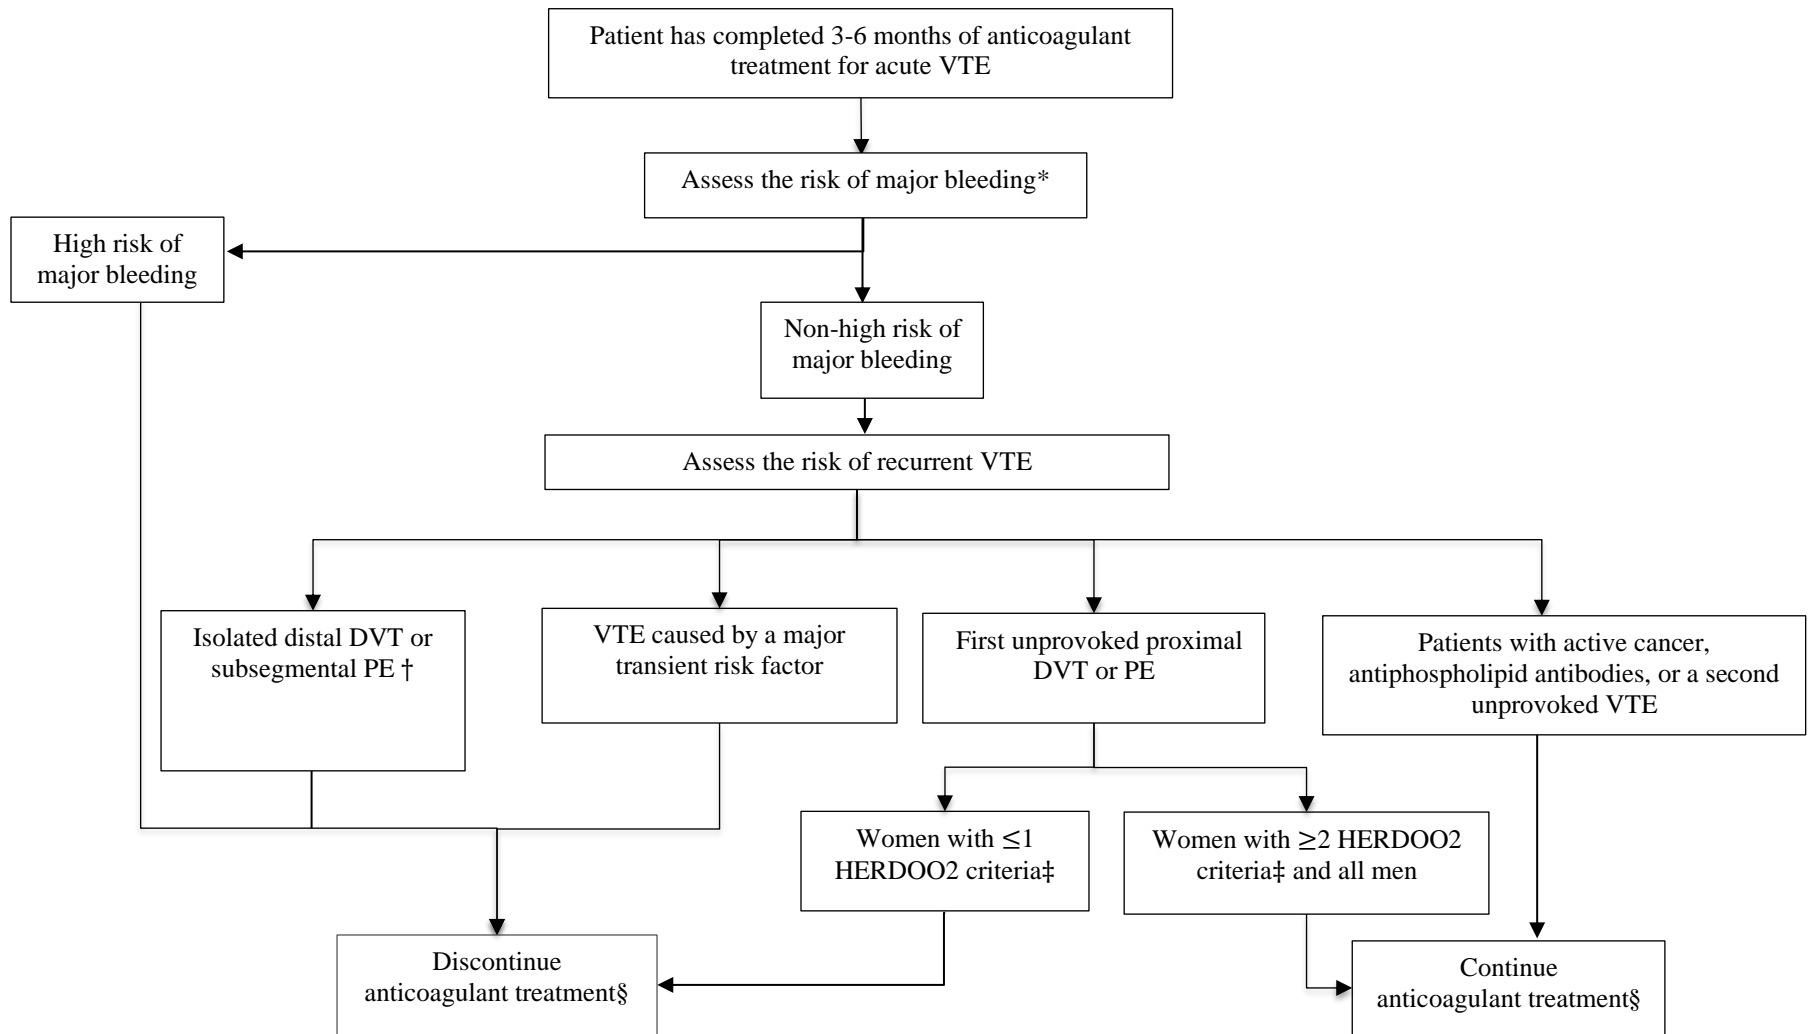 Patient has completed 3-6 months of anticoagulant
treatment for acute VTE
Assess the risk of major bleeding*
High risk of
major bleeding
Non-high risk of
major bleeding
Assess the risk of recurrent VTE
Isolated distal DVT or
subsegmental PE †
VTE caused by a major
transient risk factor
First unprovoked proximal
DVT or PE
Patients with active cancer,
antiphospholipid antibodies, or a second
unprovoked VTE
Women with ≤1
HERDOO2 criteria‡
Women with ≥2 HERDOO2
criteria‡ and all men
Discontinue
anticoagulant treatment§
Continue
anticoagulant treatment§